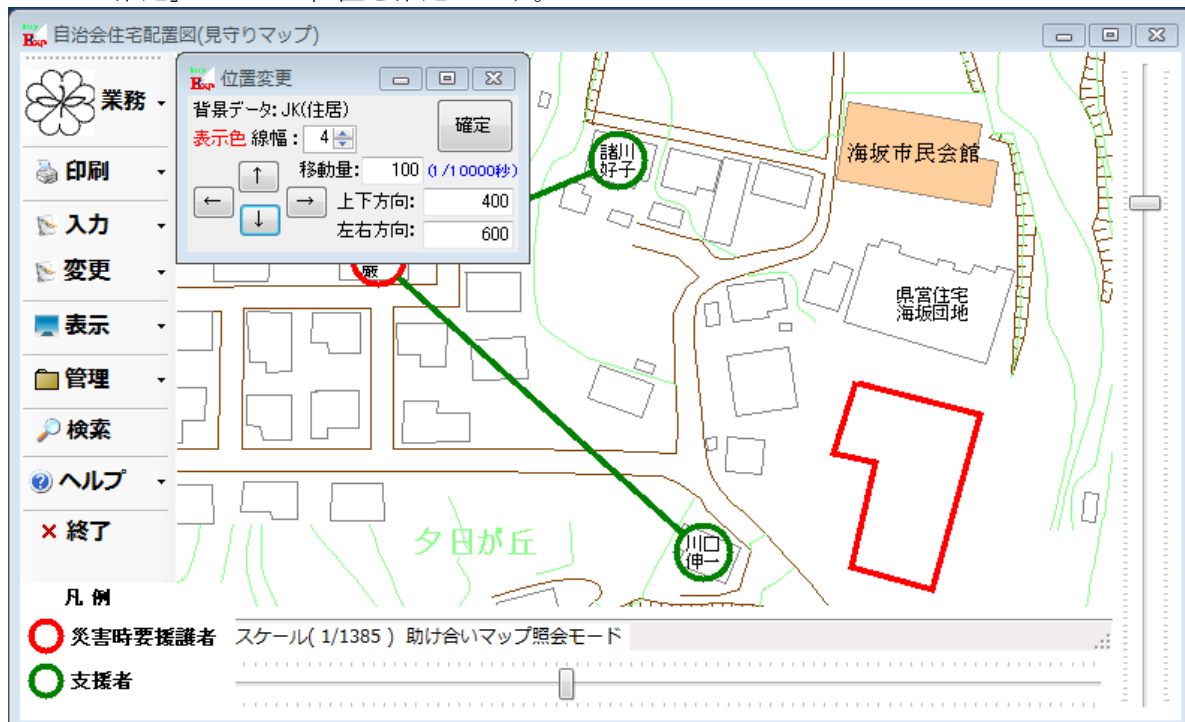 自治会住宅配置図(見守りマップ)
業務
印刷
入力
変更
表示
管理
検索
ヘルプ
終了
位置変更
背景データ: JK(住居)
表示色 線幅: 4
確定
移動量: 100 (1/10000秒)
上下方向: 400
左右方向: 600
諸川
好子
海坂市民会館
県営住宅
海坂団地
厳
夕日が丘
川口
伸一
凡 例
災害時要援護者
支援者
スケール( 1/1385 ) 助け合いマップ照会モード